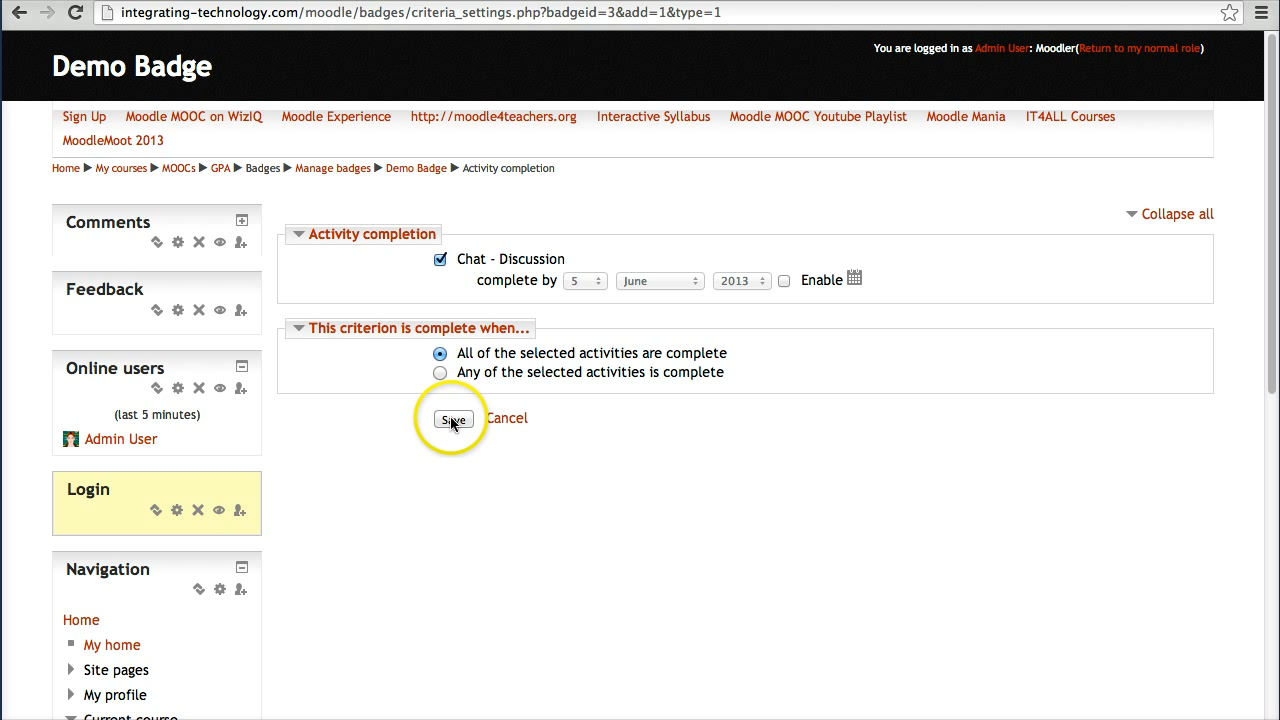 integrating-technology.com/moodle/badges/criteria_settings.php?badgeid=3&add=1&type=1
You are logged in as Admin User: Moodler(Return to my normal role)
Demo Badge
Sign Up Moodle MOOC on WizIQ Moodle Experience http://moodle4teachers.org Interactive Syllabus Moodle MOOC Youtube Playlist Moodle Mania IT4ALL Courses
MoodleMoot 2013
Home ▶ My courses ▶ MOOCs ▶ GPA ▶ Badges ▶ Manage badges ▶ Demo Badge ▶ Activity completion
Collapse all
Comments
Feedback
Online users
(last 5 minutes)
Admin User
Login
Navigation
Home
My home
Site pages
My profile
Current course
Activity completion
Chat - Discussion
complete by 5 June 2013 Enable
This criterion is complete when...
All of the selected activities are complete
Any of the selected activities is complete
Save Cancel